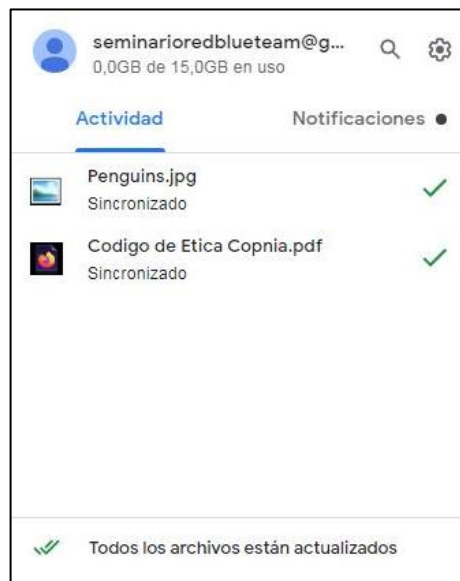 seminarioredblueteam@g...
0,0GB de 15,0GB en uso
Actividad
Notificaciones
Penguins.jpg
Sincronizado
Codigo de Etica Copnia.pdf
Sincronizado
Todos los archivos están actualizados